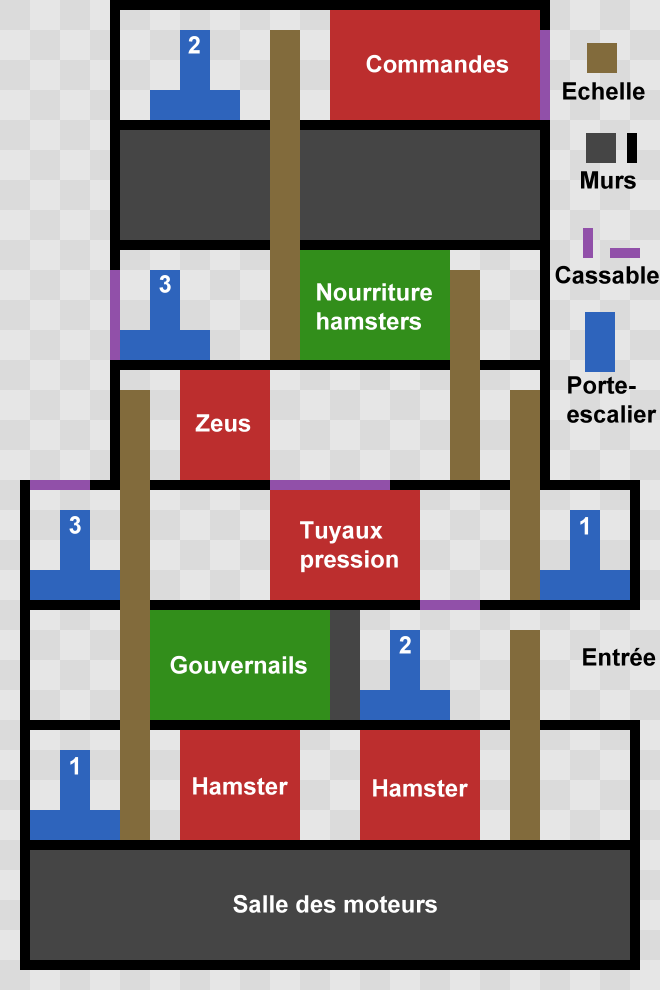 2
Commandes
Echelle
Murs
3
Nourriture
hamsters
Cassable
Porte-
escalier
Zeus
3
Tuyaux
pression
1
2
Gouvernails
Entrée
1
Hamster
Hamster
Salle des moteurs